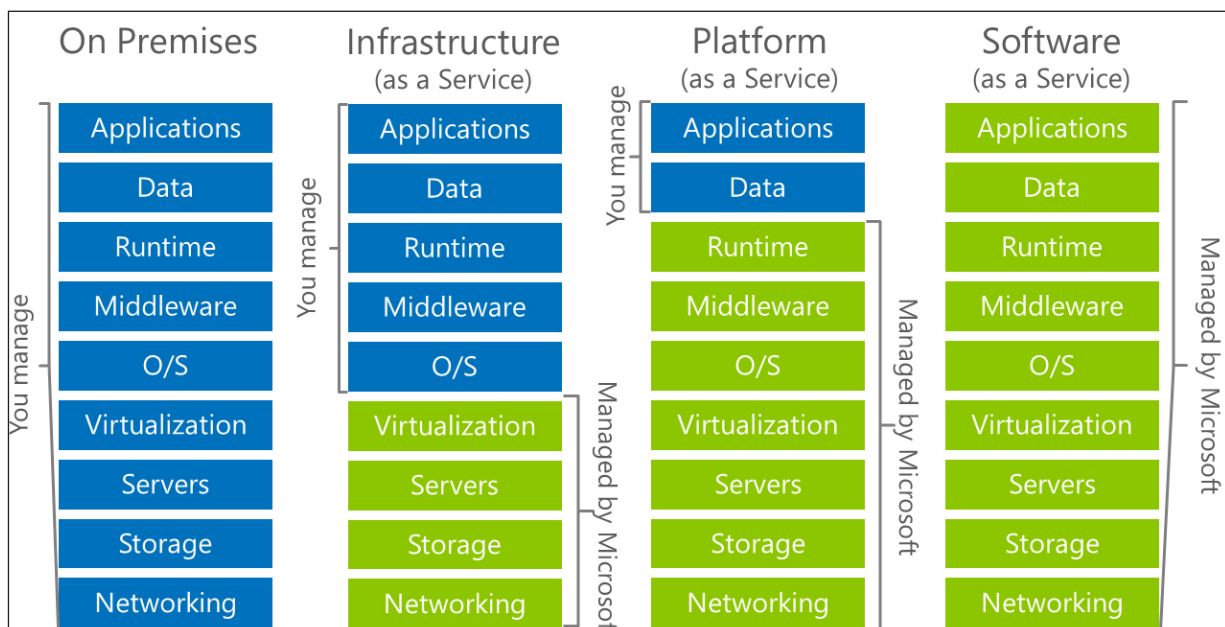 On Premises
You manage
Applications
Data
Runtime
Middleware
O/S
Virtualization
Servers
Storage
Networking
Infrastructure
(as a Service)
You manage
Applications
Data
Runtime
Middleware
O/S
Virtualization
Servers
Storage
Networking
Managed by Microsoft
Platform
(as a Service)
You manage
Applications
Data
Runtime
Middleware
O/S
Virtualization
Servers
Storage
Networking
Managed by Microsoft
Software
(as a Service)
Applications
Data
Runtime
Middleware
O/S
Virtualization
Servers
Storage
Networking
Managed by Microsoft